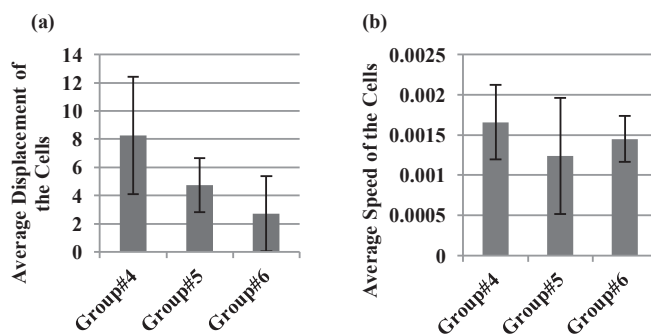 (a)
Average Displacement of
the Cells
14
12
10
8
6
4
2
0
Group#4
Group#5
Group#6
(b)
Average Speed of the Cells
0.0025
0.002
0.0015
0.001
0.0005
0
Group#4
Group#5
Group#6